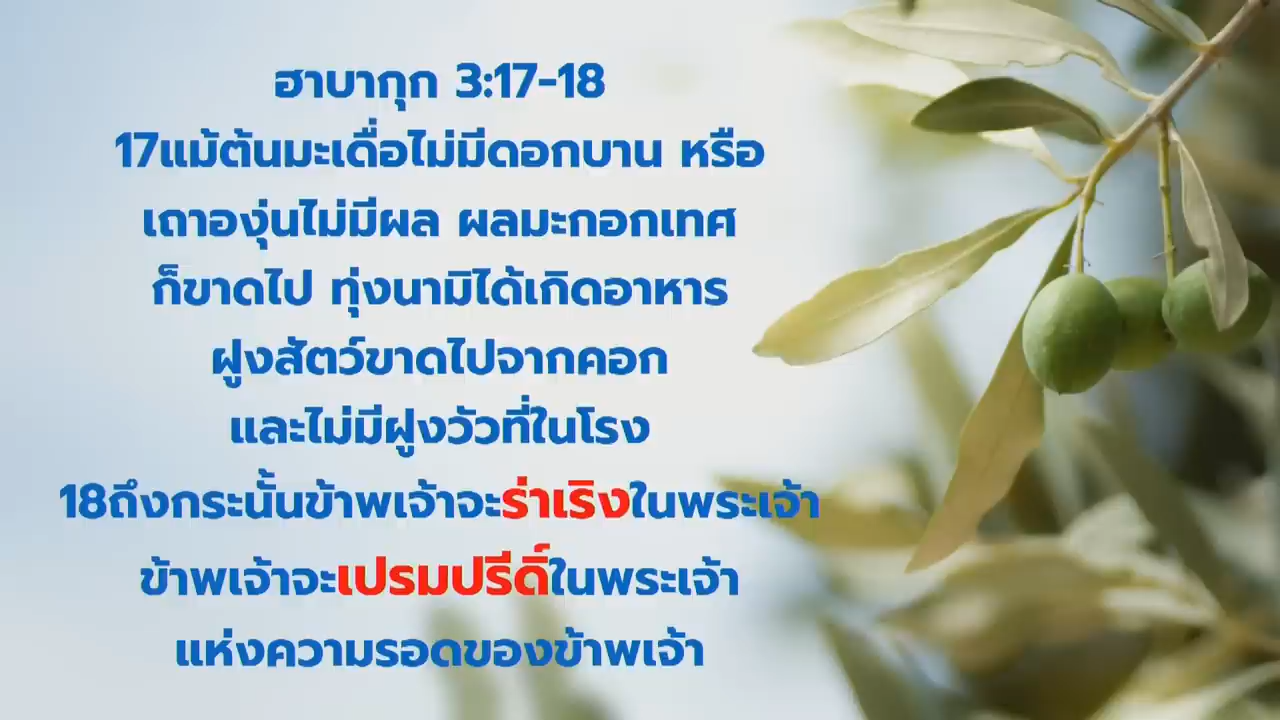 ฮาบากุก 3:17-18
17แม้ต้นมะเดื่อไม่มีดอกบาน หรือ
เถาองุ่นไม่มีผล ผลมะกอกเทศ
ก็ขาดไป ทุ่งนามิได้เกิดอาหาร
ฝูงสัตว์ขาดไปจากคอก
และไม่มีฝูงวัวที่ในโรง
18ถึงกระนั้นข้าพเจ้าจะร่าเริงในพระเจ้า
ข้าพเจ้าจะเปรมปรีดิ์ในพระเจ้า
แห่งความรอดของข้าพเจ้า